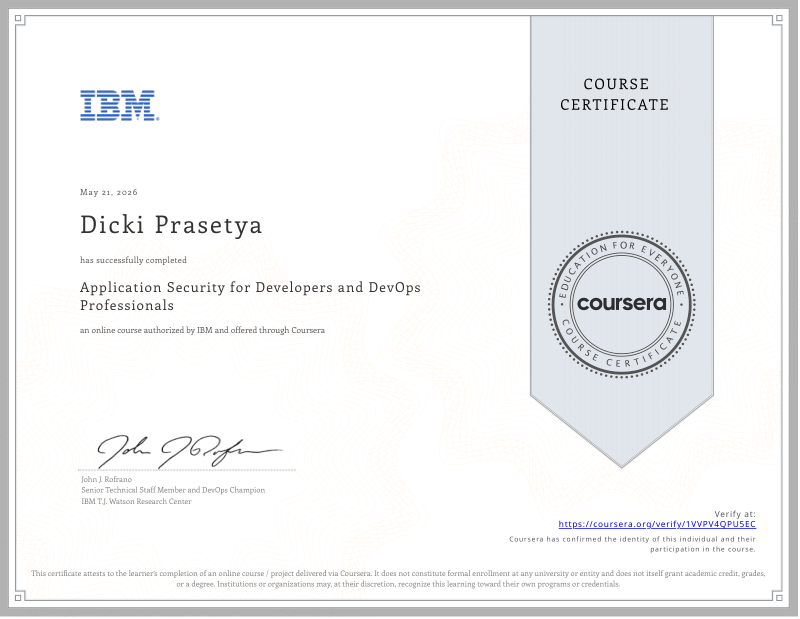 COURSE
CERTIFICATE
IBM®
May 21, 2026
Dicki Prasetya
has successfully completed
Application Security for Developers and DevOps
Professionals
an online course authorized by IBM and offered through Coursera
EDUCATION FOR EVERYONE
coursera
COURSE CERTIFICATE
John J. Rofrano
John J. Rofrano
Senior Technical Staff Member and DevOps Champion
IBM T.J. Watson Research Center
Verify at:
https://coursera.org/verify/1VVPV4QPU5EC
Coursera has confirmed the identity of this individual and their
participation in the course.
This certificate attests to the learner's completion of an online course / project delivered via Coursera. It does not constitute formal enrollment at any university or entity and does not itself grant academic credit, grades,
or a degree. Institutions or organizations may, at their discretion, recognize this learning toward their own programs or credentials.